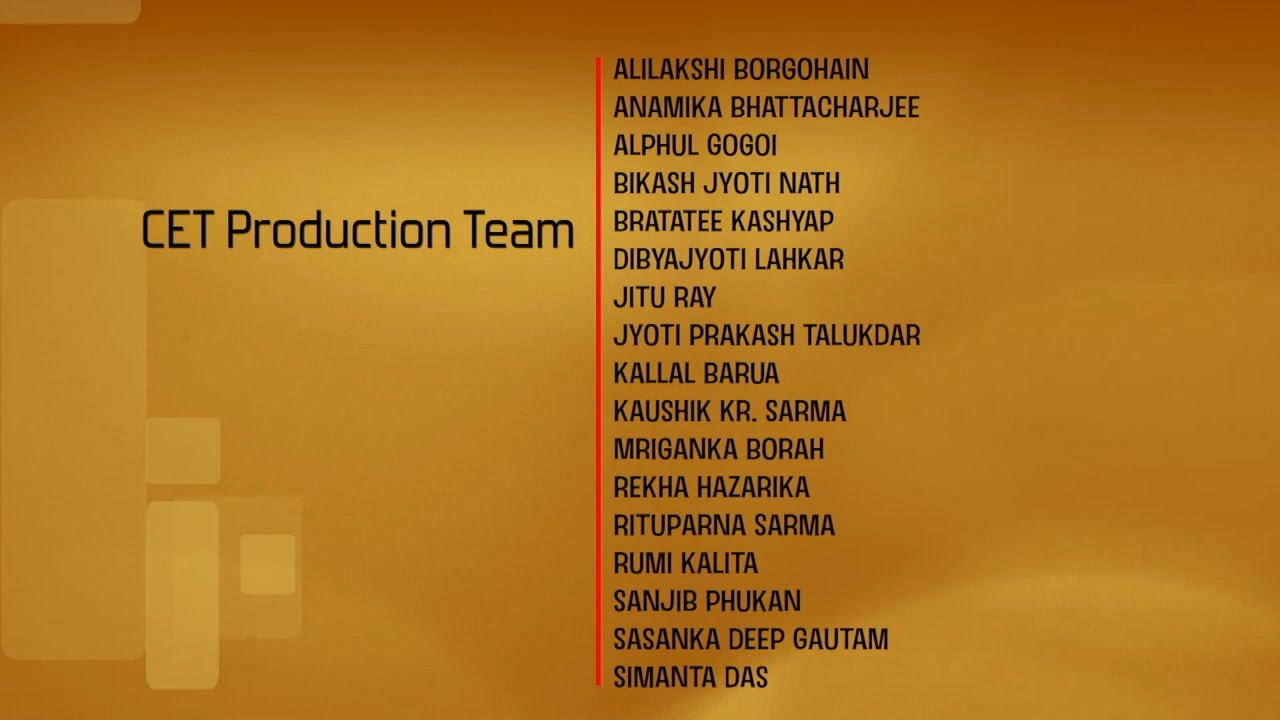 CET Production Team
ALILAKSHI BORGOHAIN
ANAMIKA BHATTACHARJEE
ALPHUL GOGOI
BIKASH JYOTI NATH
BRATATEE KASHYAP
DIBYAJYOTI LAHKAR
JITU RAY
JYOTI PRAKASH TALUKDAR
KALLAL BARUA
KAUSHIK KR. SARMA
MRIGANKA BORAH
REKHA HAZARIKA
RITUPARNA SARMA
RUMI KALITA
SANJIB PHUKAN
SASANKA DEEP GAUTAM
SIMANTA DAS